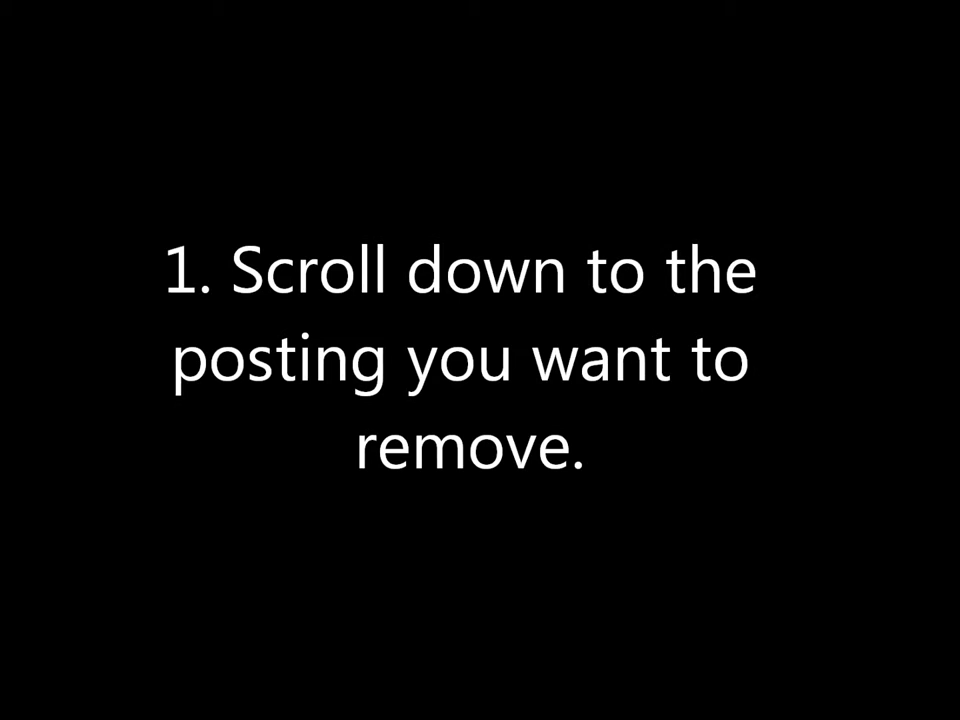 1. Scroll down to the
posting you want to
remove.